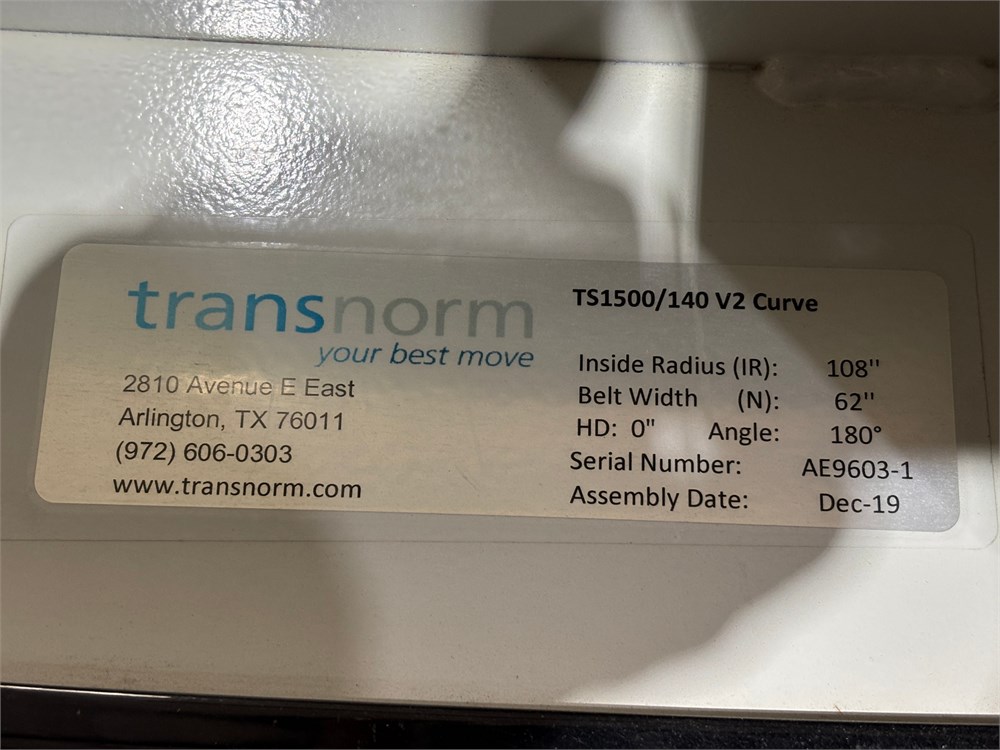 transnorm
your best move
2810 Avenue E East
Arlington, TX 76011
(972) 606-0303
www.transnorm.com
TS1500/140 V2 Curve
Inside Radius (IR): 108"
Belt Width (N): 62"
HD: 0" Angle: 180°
Serial Number: AE9603-1
Assembly Date: Dec-19